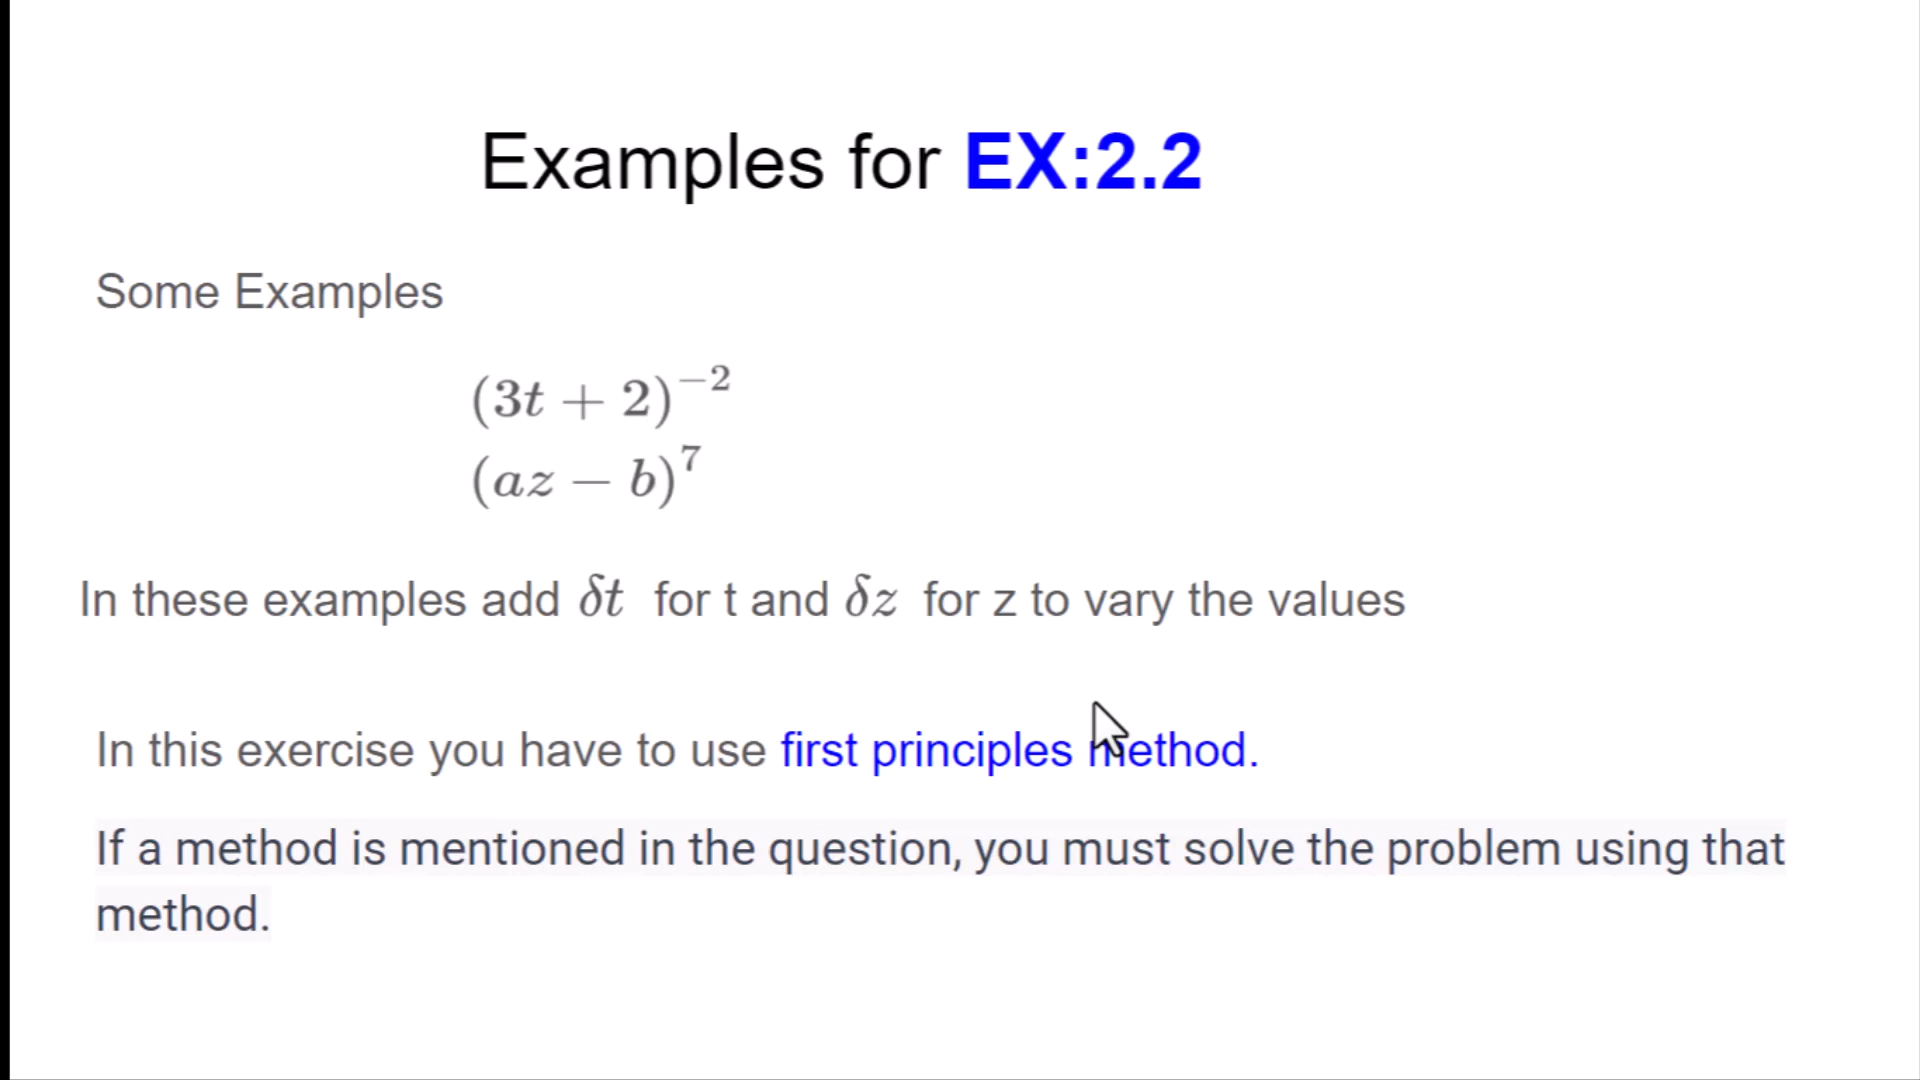 Examples for EX:2.2
Some Examples
(3t + 2)⁻²
(az − b)⁷
In these examples add δt for t and δz for z to vary the values
In this exercise you have to use first principles method.
If a method is mentioned in the question, you must solve the problem using that
method.